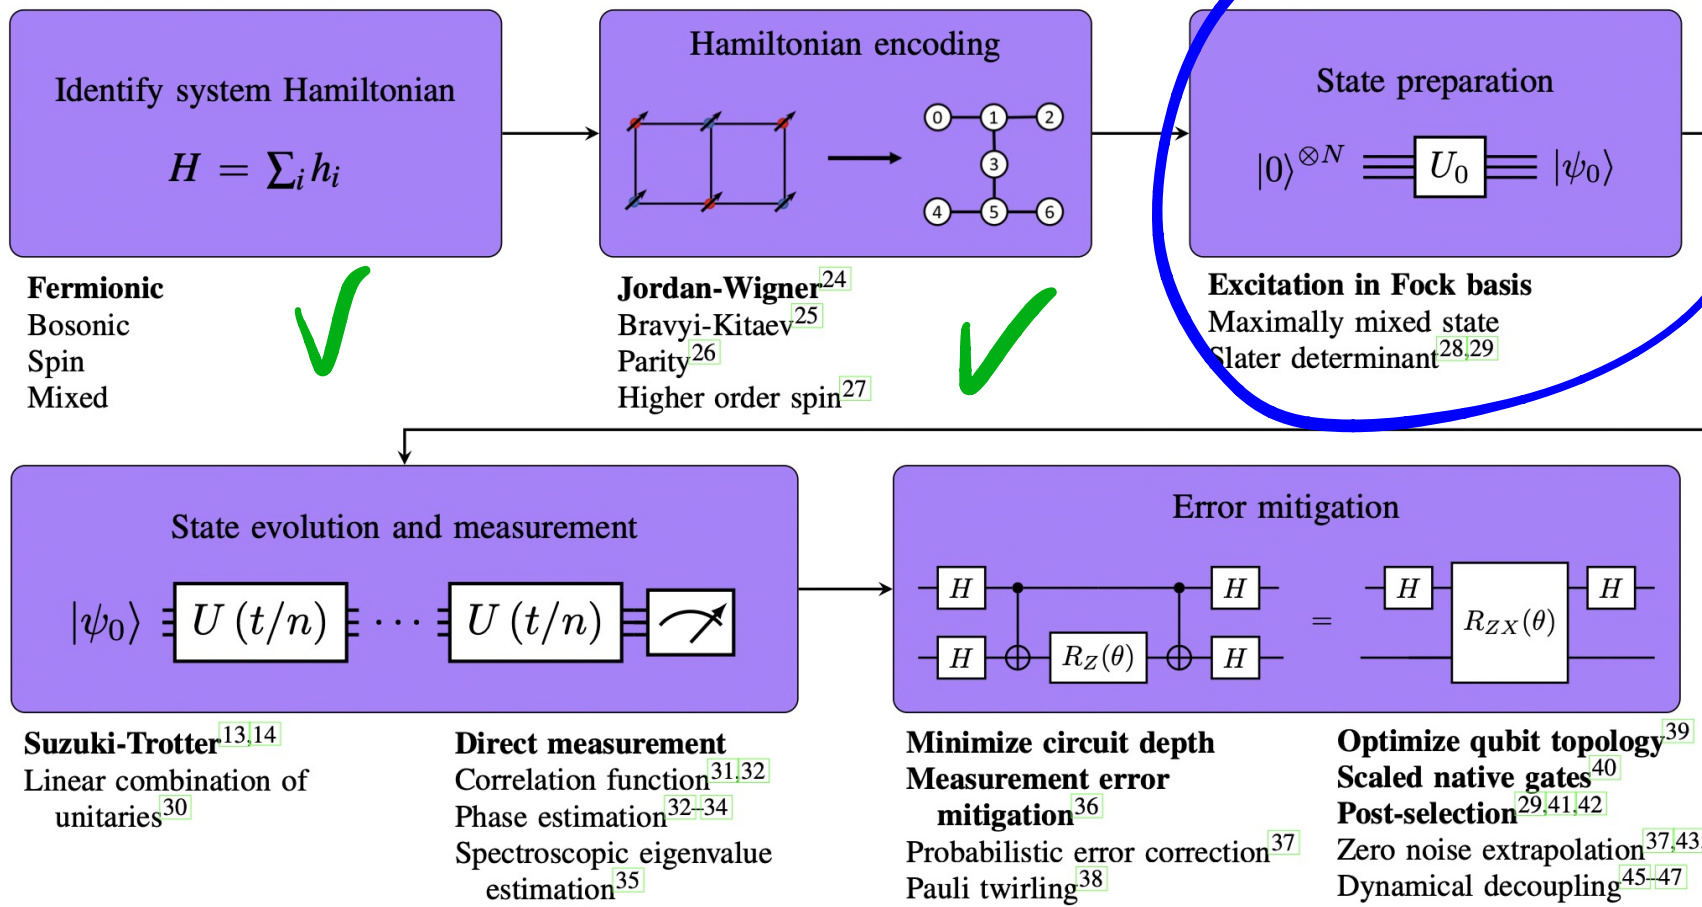 Identify system Hamiltonian
H = ∑ᵢ hᵢ
Fermionic
Bosonic
Spin
Mixed
Hamiltonian encoding
0 1 2
3
4 5 6
Jordan-Wigner24
Bravyi-Kitaev25
Parity26
Higher order spin27
State preparation
|0⟩⊗N U₀ |ψ₀⟩
Excitation in Fock basis
Maximally mixed state
Slater determinant28,29
State evolution and measurement
|ψ₀⟩ U (t/n) ··· U (t/n)
Suzuki-Trotter13,14
Linear combination of
unitaries30
Direct measurement
Correlation function31,32
Phase estimation32–34
Spectroscopic eigenvalue
estimation35
Error mitigation
H H H H
R_ZX(θ)
=
H R_Z(θ) H
Minimize circuit depth
Measurement error
mitigation36
Probabilistic error correction37
Pauli twirling38
Optimize qubit topology39
Scaled native gates40
Post-selection29,41,42
Zero noise extrapolation37,43,
Dynamical decoupling45–47